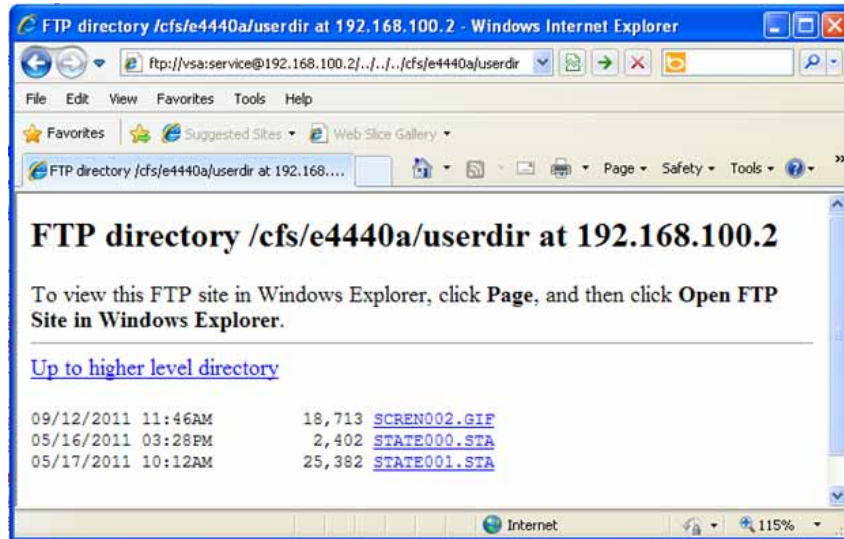 FTP directory /cfs/e4440a/userdir at 192.168.100.2 - Windows Internet Explorer
ftp://vsa:service@192.168.100.2/../../../cfs/e4440a/userdir
File Edit View Favorites Tools Help
Favorites Suggested Sites Web Slice Gallery
FTP directory /cfs/e4440a/userdir at 192.168.... Page Safety Tools »
FTP directory /cfs/e4440a/userdir at 192.168.100.2
To view this FTP site in Windows Explorer, click Page, and then click Open FTP
Site in Windows Explorer.
Up to higher level directory
09/12/2011 11:46AM 18,713 SCREN002.GIF
05/16/2011 03:28PM 2,402 STATE000.STA
05/17/2011 10:12AM 25,382 STATE001.STA
Internet 115%